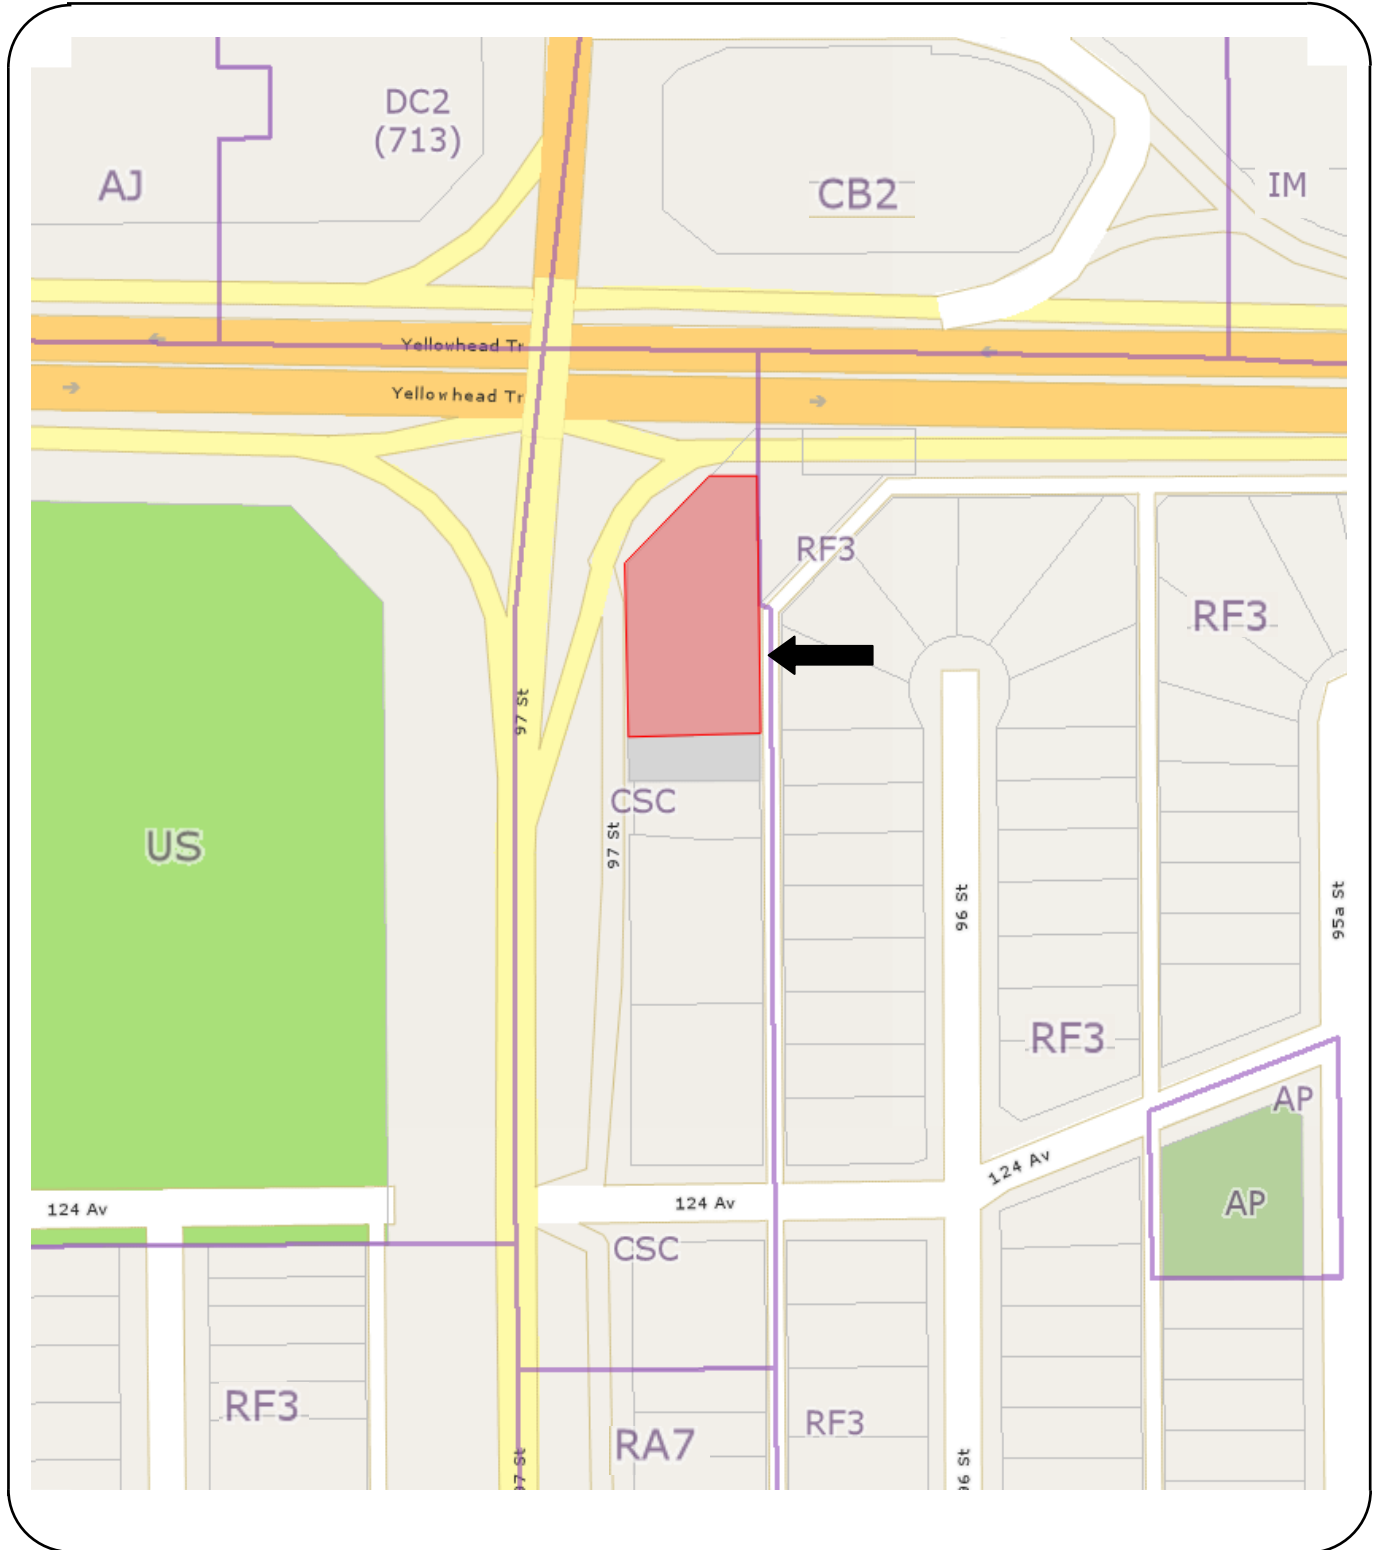 DC2
(713)
AJ
CB2
IM
Yellowhead Tr
Yellowhead Tr
RF3
RF3
97 St
CSC
US
97 St
96 St
95a St
RF3
AP
124 Av
124 Av
124 Av
AP
CSC
RF3
RA7
RF3
97 St
96 St